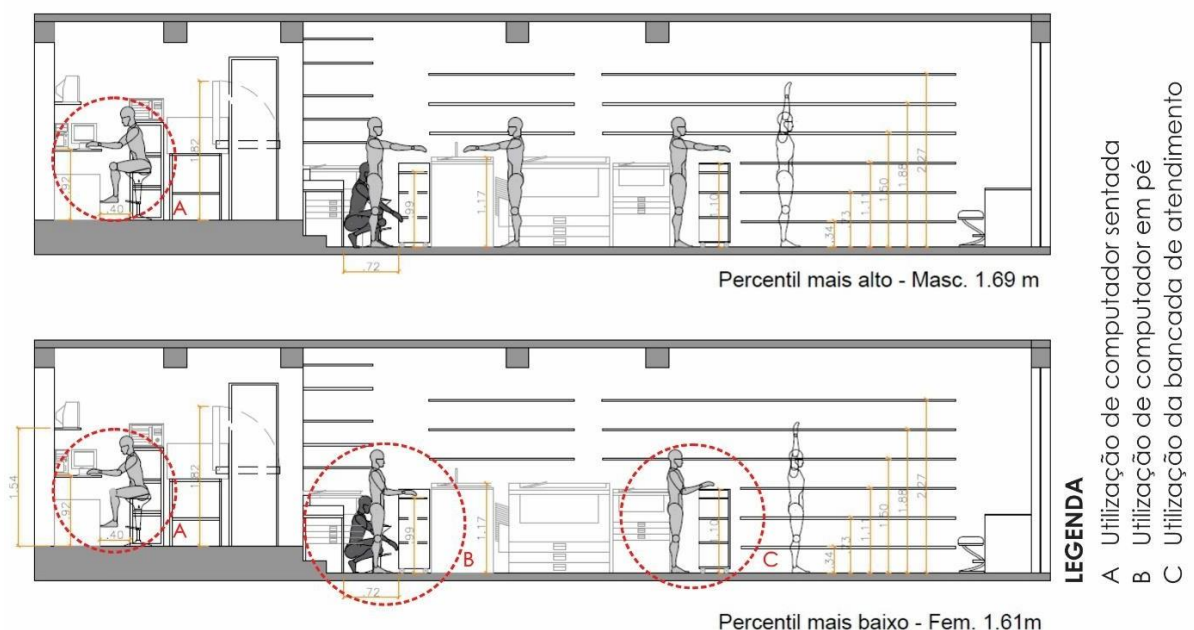 .92
.40
A
1.82
.99
.72
1.17
1.10
.34
.73
1.11
1.50
1.88
2.27
Percentil mais alto - Masc. 1.69 m
1.54
.92
.40
A
1.82
.99
.72
B
1.17
1.10
C
.34
.73
1.11
1.50
1.88
2.27
Percentil mais baixo - Fem. 1.61m
LEGENDA
A Utilização de computador sentada
B Utilização de computador em pé
C Utilização da bancada de atendimento